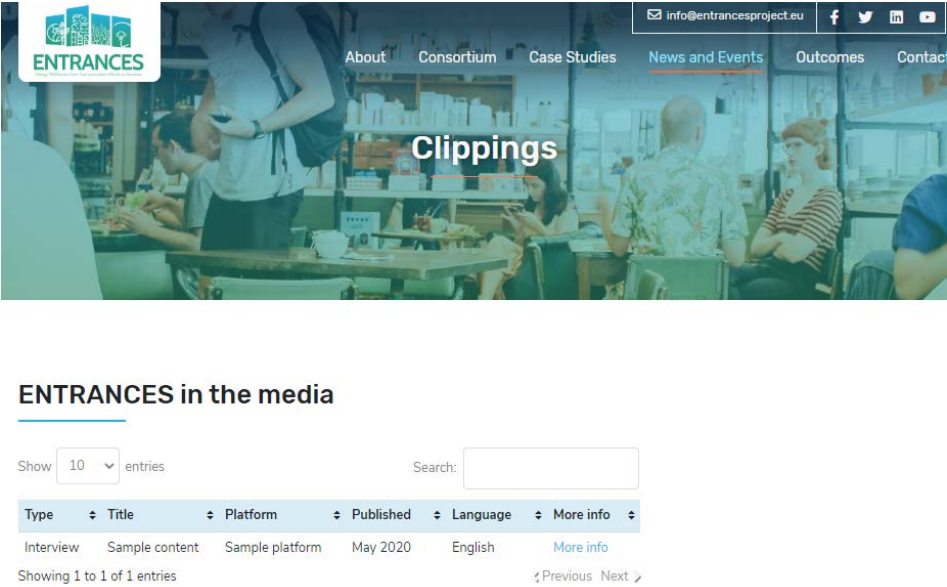 info@entrancesproject.eu
ENTRANCES
About Consortium Case Studies News and Events Outcomes Contact
Clippings
ENTRANCES in the media
Show 10 entries Search:
Type Title Platform Published Language More info
Interview Sample content Sample platform May 2020 English More info
Showing 1 to 1 of 1 entries Previous Next